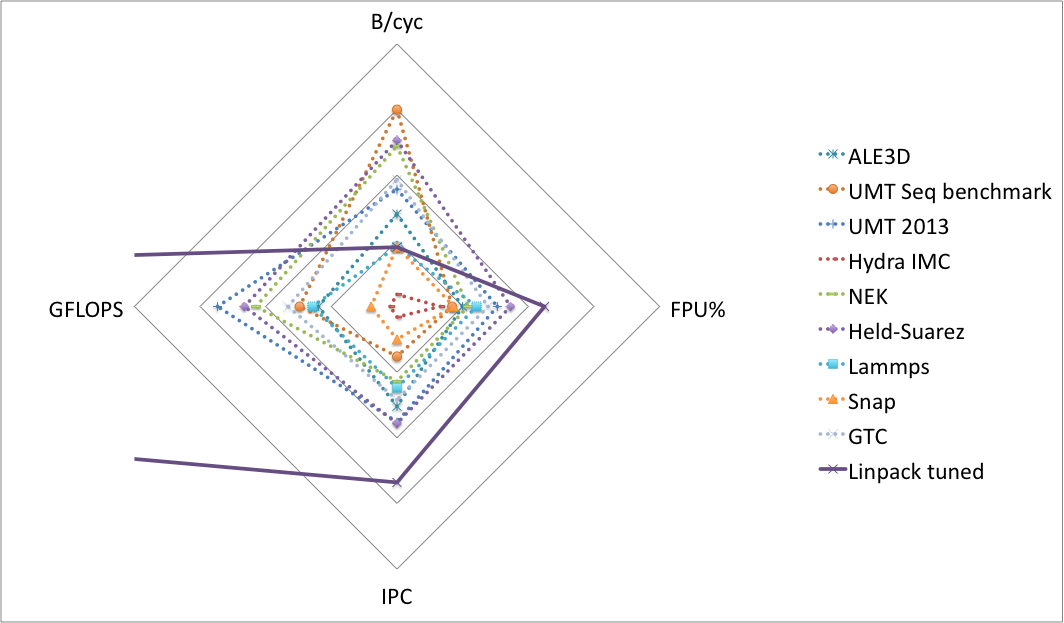 B/cyc
GFLOPS
FPU%
IPC
ALE3D
UMT Seq benchmark
UMT 2013
Hydra IMC
NEK
Held-Suarez
Lammps
Snap
GTC
Linpack tuned